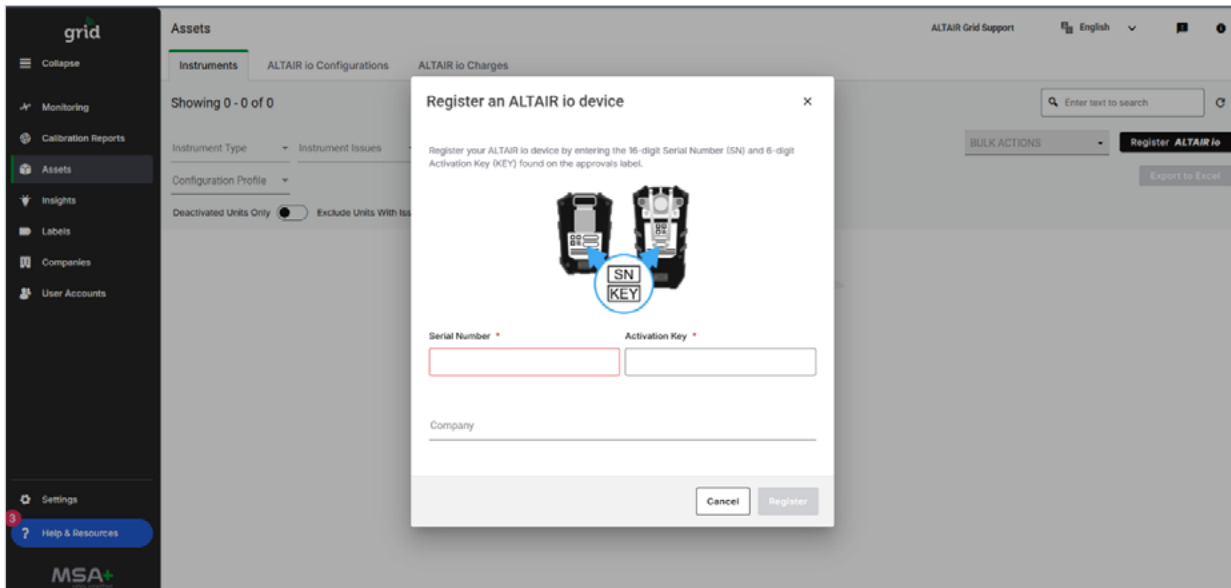 grid
Collapse
Monitoring
Calibration Reports
Assets
Insights
Labels
Companies
User Accounts
Settings
3
? Help & Resources
MSA+
Assets
ALTAIR Grid Support
English
Instruments
ALTAIR io Configurations
ALTAIR io Charges
Showing 0 - 0 of 0
Enter text to search
Instrument Type
Instrument Issues
BULK ACTIONS
Register ALTAIR io
Configuration Profile
Export to Excel
Deactivated Units Only
Exclude Units With Iss
Register an ALTAIR io device
×
Register your ALTAIR io device by entering the 16-digit Serial Number (SN) and 6-digit
Activation Key (KEY) found on the approvals label.
SN
KEY
Serial Number *
Activation Key *
Company
Cancel
Register